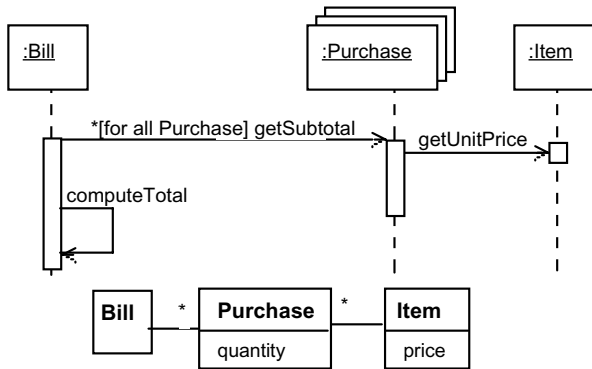 :Bill
:Purchase
:Item
*[for all Purchase] getSubtotal
getUnitPrice
computeTotal
Bill
*
Purchase
*
Item
quantity
price